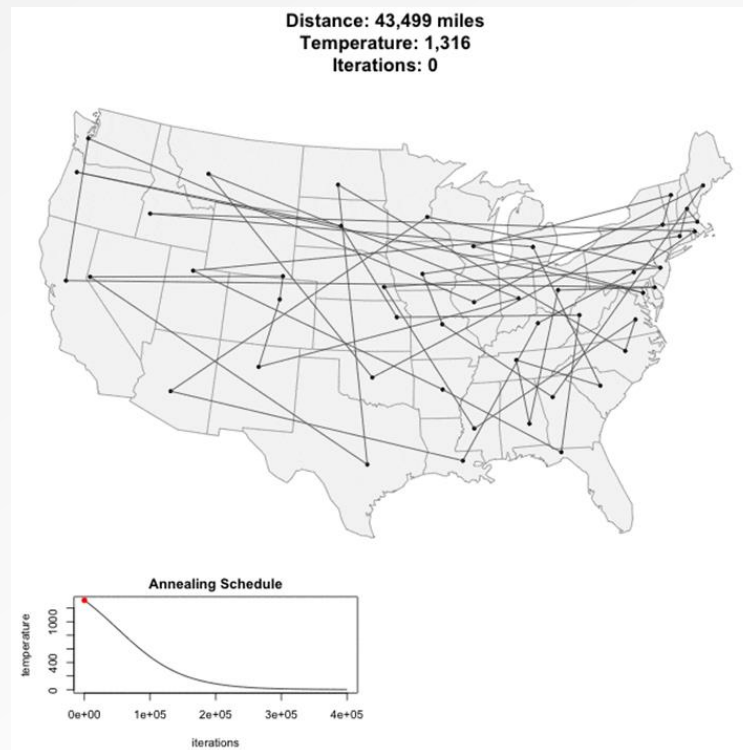 Distance: 43,499 miles
Temperature: 1,316
Iterations: 0
Annealing Schedule
temperature
1000
400
0
0e+00 1e+05 2e+05 3e+05 4e+05
iterations